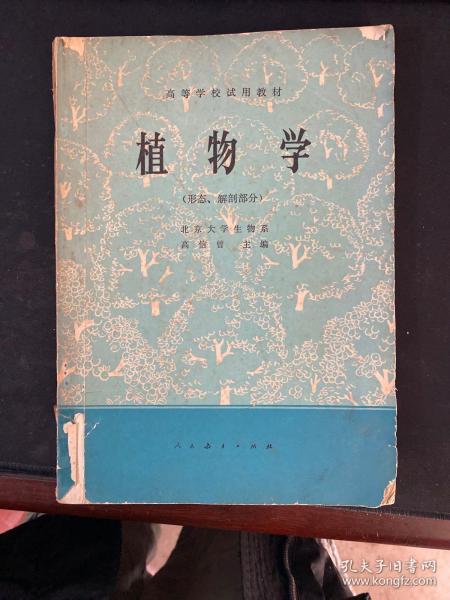 高等学校试用教材
植物学
(形态、解剖部分)
北京大学生物系
高信曾 主编
人民教育出版社
孔夫子旧书网
www.kongfz.com